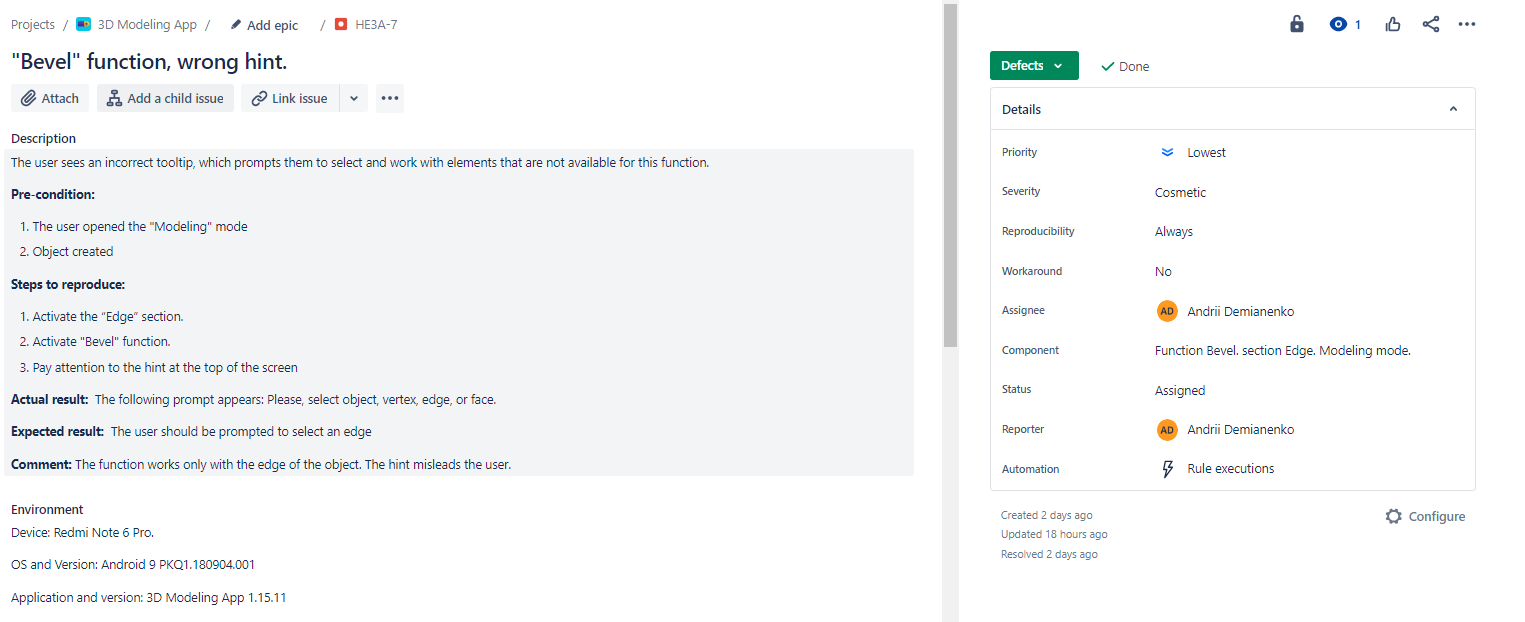 Projects / 3D Modeling App / Add epic / HE3A-7
"Bevel" function, wrong hint.
Attach Add a child issue Link issue
Description
The user sees an incorrect tooltip, which prompts them to select and work with elements that are not available for this function.
Pre-condition:
1. The user opened the "Modeling" mode
2. Object created
Steps to reproduce:
1. Activate the “Edge” section.
2. Activate "Bevel" function.
3. Pay attention to the hint at the top of the screen
Actual result: The following prompt appears: Please, select object, vertex, edge, or face.
Expected result: The user should be prompted to select an edge
Comment: The function works only with the edge of the object. The hint misleads the user.
Environment
Device: Redmi Note 6 Pro.
OS and Version: Android 9 PKQ1.180904.001
Application and version: 3D Modeling App 1.15.11
1
Defects Done
Details
Priority Lowest
Severity Cosmetic
Reproducibility Always
Workaround No
Assignee AD Andrii Demianenko
Component Function Bevel. section Edge. Modeling mode.
Status Assigned
Reporter AD Andrii Demianenko
Automation Rule executions
Created 2 days ago Configure
Updated 18 hours ago
Resolved 2 days ago